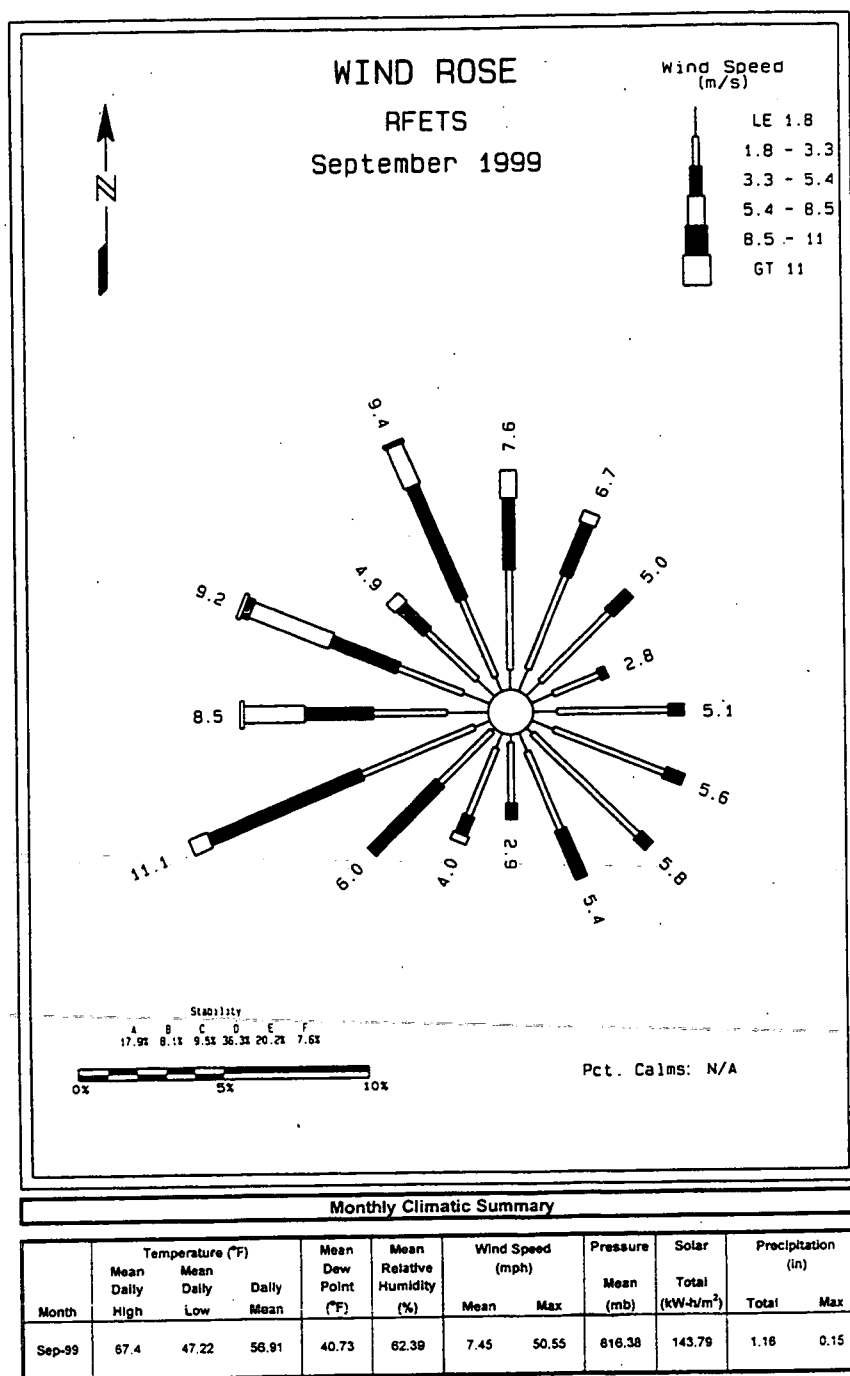 WIND ROSE
RFETS
September 1999
N
Wind Speed
(m/s)
LE 1.8
1.8 - 3.3
3.3 - 5.4
5.4 - 8.5
8.5 - 11
GT 11
9.4
7.6
6.7
4.9
5.0
9.2
2.8
8.5
5.1
5.6
11.1
6.0
4.0
2.9
5.4
5.8
Stability
A B C D E F
17.9% 8.1% 9.5% 36.3% 20.2% 7.6%
0% 5% 10%
Pct. Calms: N/A
Monthly Climatic Summary
Temperature (°F) Mean Mean Wind Speed Pressure Solar Precipitation
Mean Mean Dew Relative (mph) (in)
Daily Daily Daily Point Humidity Mean Total
Month High Low Mean (°F) (%) Mean Max (mb) (kW-h/m²) Total Max
Sep-99 67.4 47.22 56.91 40.73 62.39 7.45 50.55 816.38 143.79 1.16 0.15